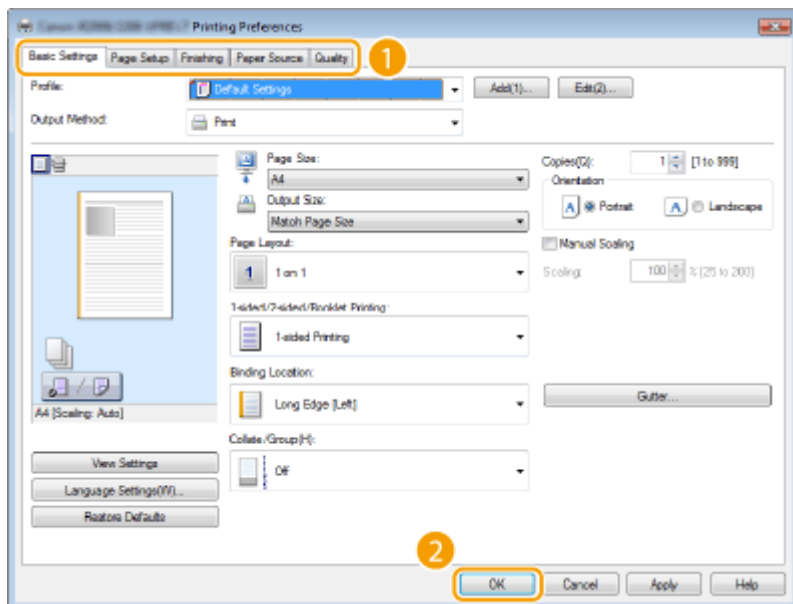 Canon Printing Preferences
Basic Settings Page Setup Finishing Paper Source Quality 1
Profile: Default Settings Add(1)... Edit(2)...
Output Method: Print
Page Size:
A4
Output Size:
Match Page Size
Copies(Q): 1 [1 to 999]
Orientation
A Portrait A Landscape
Manual Scaling
Scaling: 100 % [25 to 200]
Page Layout:
1 1 on 1
1-sided/2-sided/Booklet Printing:
1-sided Printing
Binding Location:
Long Edge [Left]
Gutter...
A4 [Scaling: Auto]
Collate/Group(H):
Off
View Settings
Language Settings(W)...
Restore Defaults
2
OK Cancel Apply Help